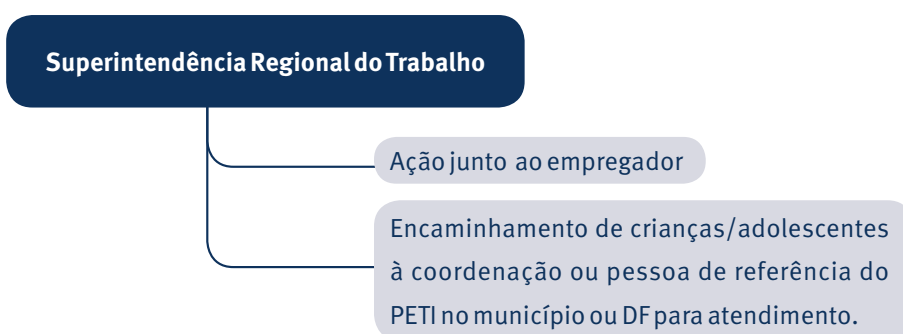 Superintendência Regional do Trabalho
Ação junto ao empregador
Encaminhamento de crianças/adolescentes
à coordenação ou pessoa de referência do
PETI no município ou DF para atendimento.